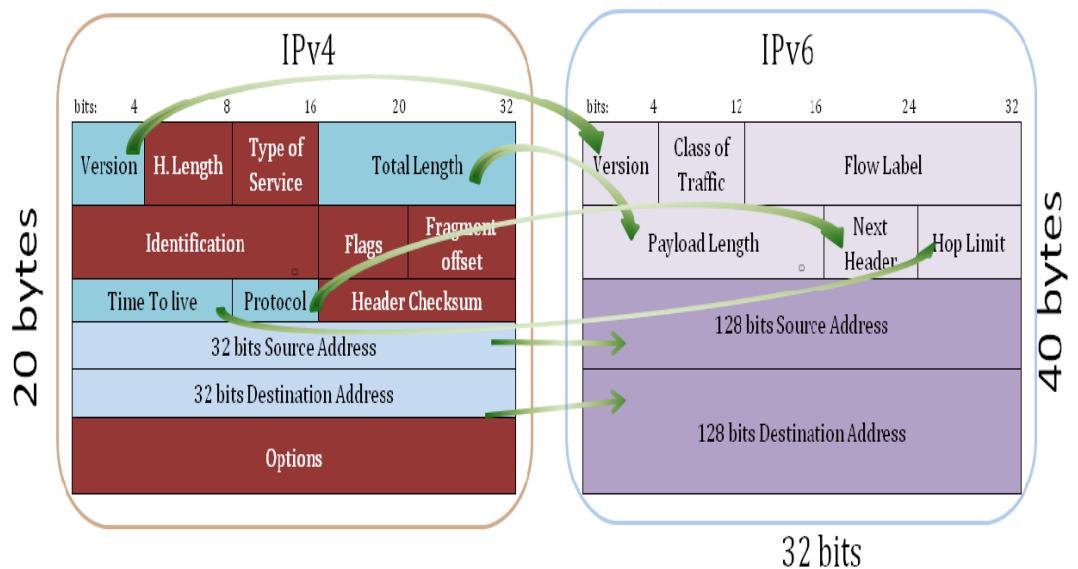 IPv4
IPv6
bits: 4 8 16 20 32
bits: 4 12 16 24 32
Version
H. Length
Type of
Service
Total Length
Version
Class of
Traffic
Flow Label
Identification
Flags
Fragment
offset
Payload Length
Next
Header
Hop Limit
Time To live
Protocol
Header Checksum
128 bits Source Address
32 bits Source Address
32 bits Destination Address
128 bits Destination Address
Options
20 bytes
40 bytes
32 bits